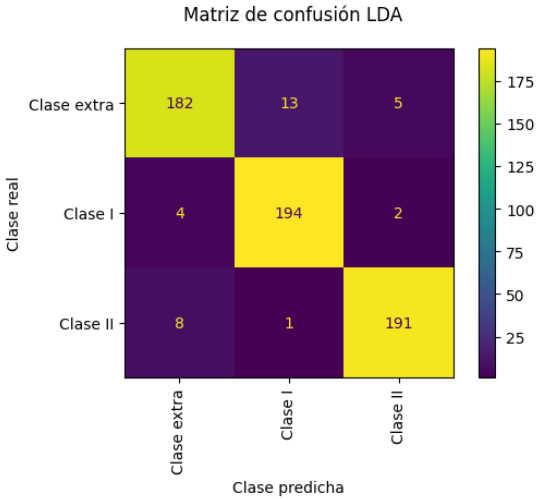 Matriz de confusión LDA
Clase real
Clase extra
182 13 5
Clase I
4 194 2
Clase II
8 1 191
Clase extra
Clase I
Clase II
Clase predicha
175
150
125
100
75
50
25